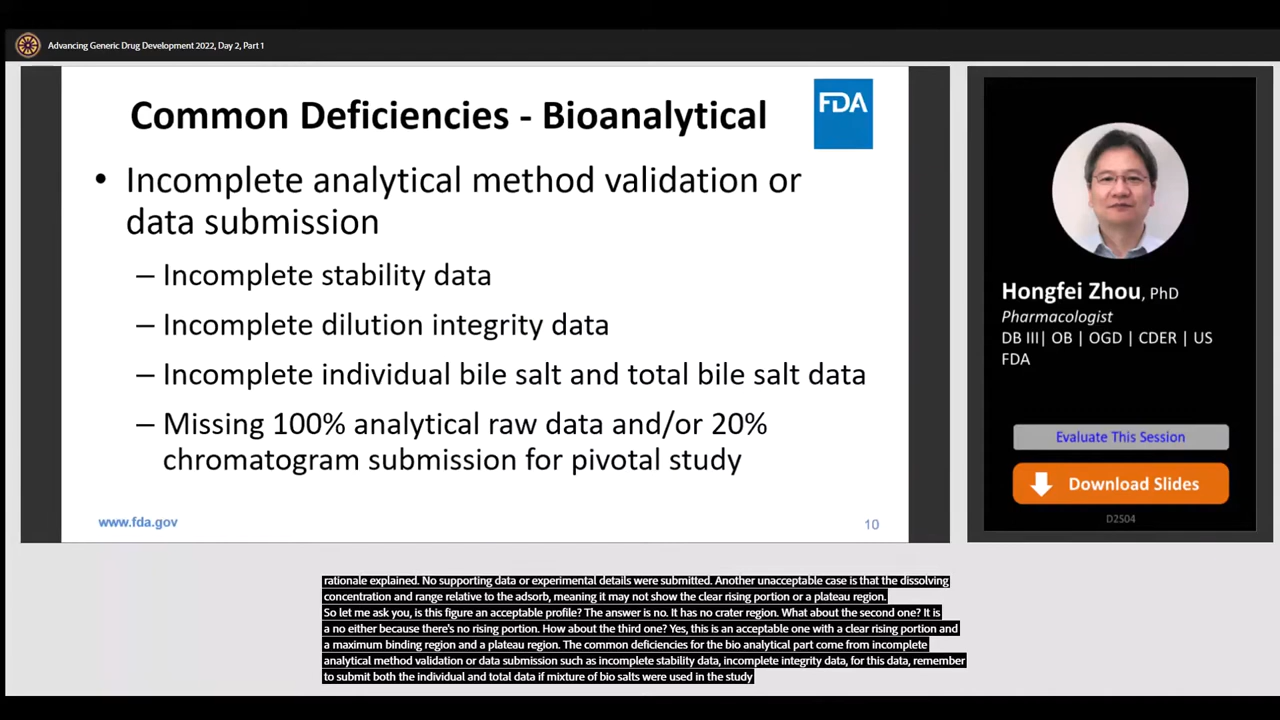 Advancing Generic Drug Development 2022, Day 2, Part 1
Common Deficiencies - Bioanalytical
FDA
• Incomplete analytical method validation or
data submission
– Incomplete stability data
– Incomplete dilution integrity data
– Incomplete individual bile salt and total bile salt data
– Missing 100% analytical raw data and/or 20%
chromatogram submission for pivotal study
www.fda.gov
10
Hongfei Zhou, PhD
Pharmacologist
DB III| OB | OGD | CDER | US
FDA
Evaluate This Session
Download Slides
D2S04
rationale explained. No supporting data or experimental details were submitted. Another unacceptable case is that the dissolving
concentration and range relative to the adsorb, meaning it may not show the clear rising portion or a plateau region.
So let me ask you, is this figure an acceptable profile? The answer is no. It has no crater region. What about the second one? It is
a no either because there's no rising portion. How about the third one? Yes, this is an acceptable one with a clear rising portion and
a maximum binding region and a plateau region. The common deficiencies for the bio analytical part come from incomplete
analytical method validation or data submission such as incomplete stability data, incomplete integrity data, for this data, remember
to submit both the individual and total data if mixture of bio salts were used in the study